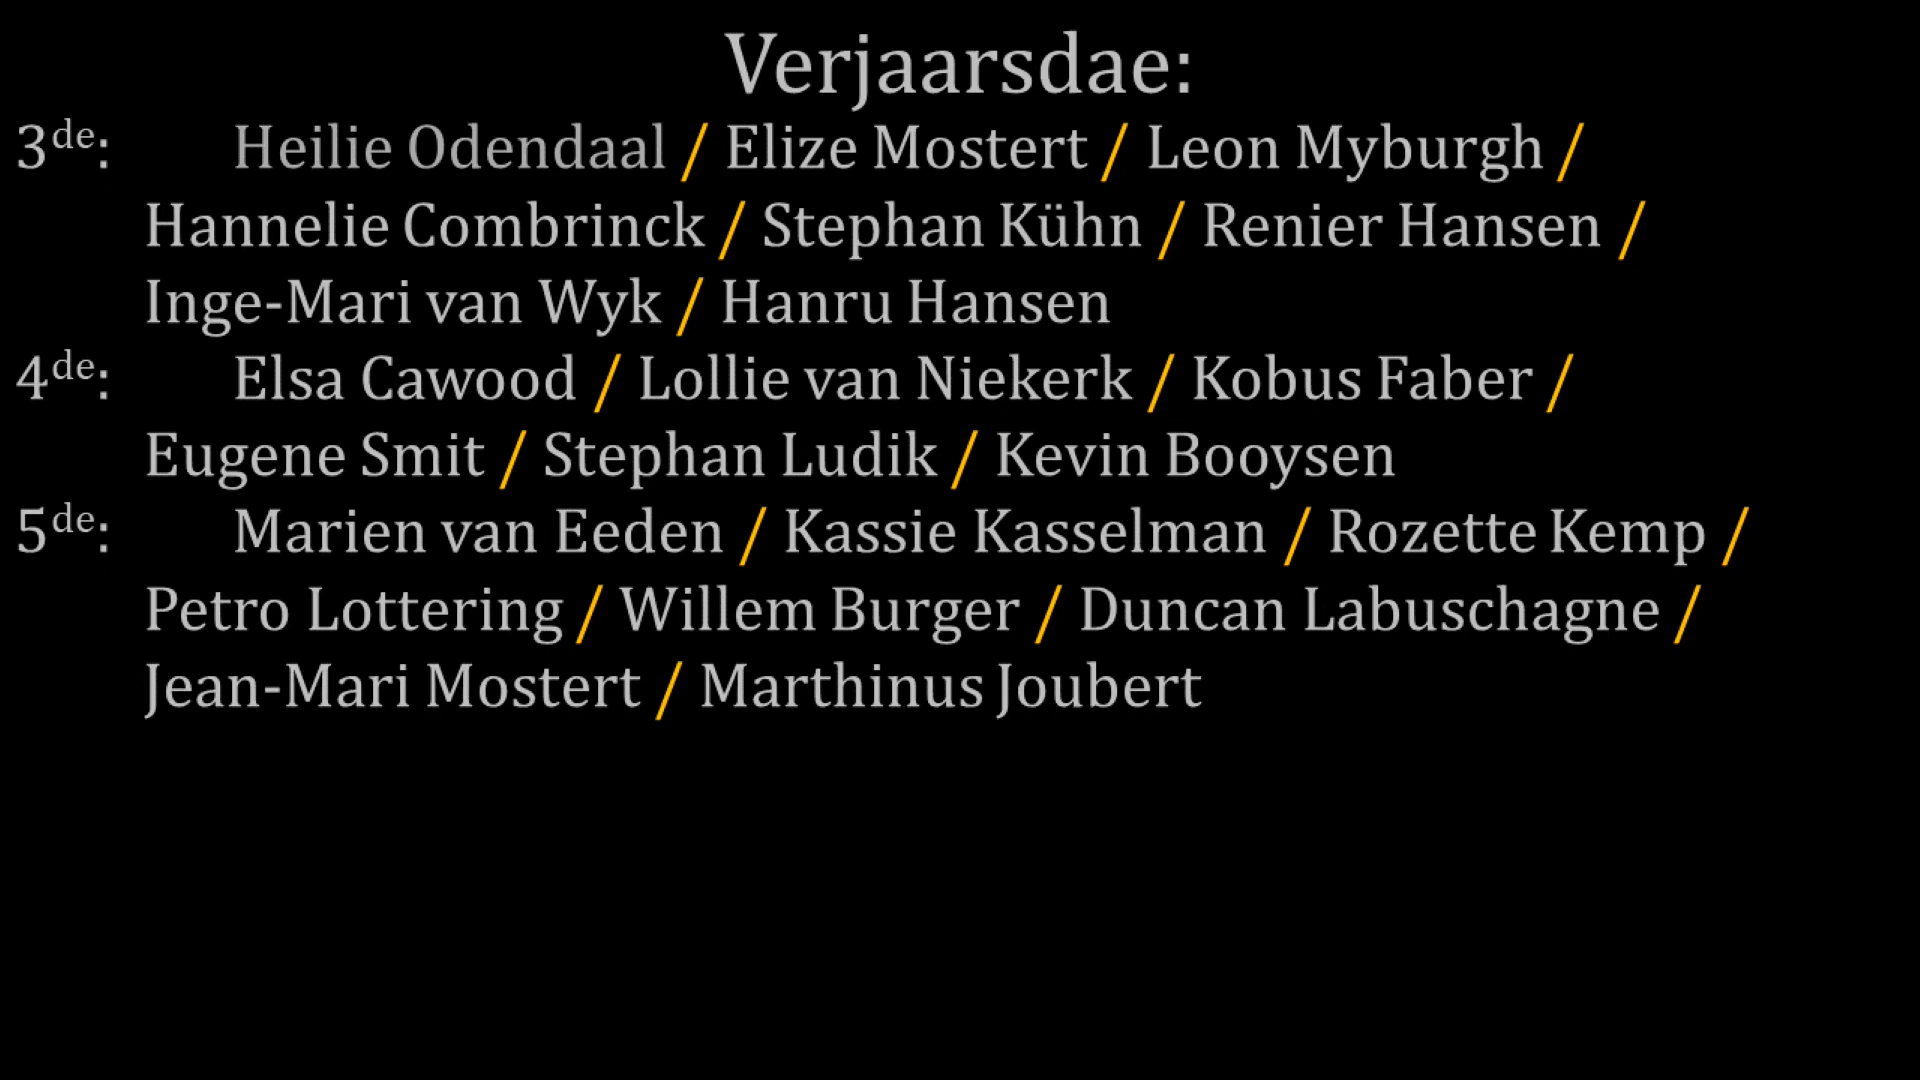 Verjaarsdae:
3de: Heilie Odendaal / Elize Mostert / Leon Myburgh /
Hannelie Combrinck / Stephan Kühn / Renier Hansen /
Inge-Mari van Wyk / Hanru Hansen
4de: Elsa Cawood / Lollie van Niekerk / Kobus Faber /
Eugene Smit / Stephan Ludik / Kevin Booysen
5de: Marien van Eeden / Kassie Kasselman / Rozette Kemp /
Petro Lottering / Willem Burger / Duncan Labuschagne /
Jean-Mari Mostert / Marthinus Joubert